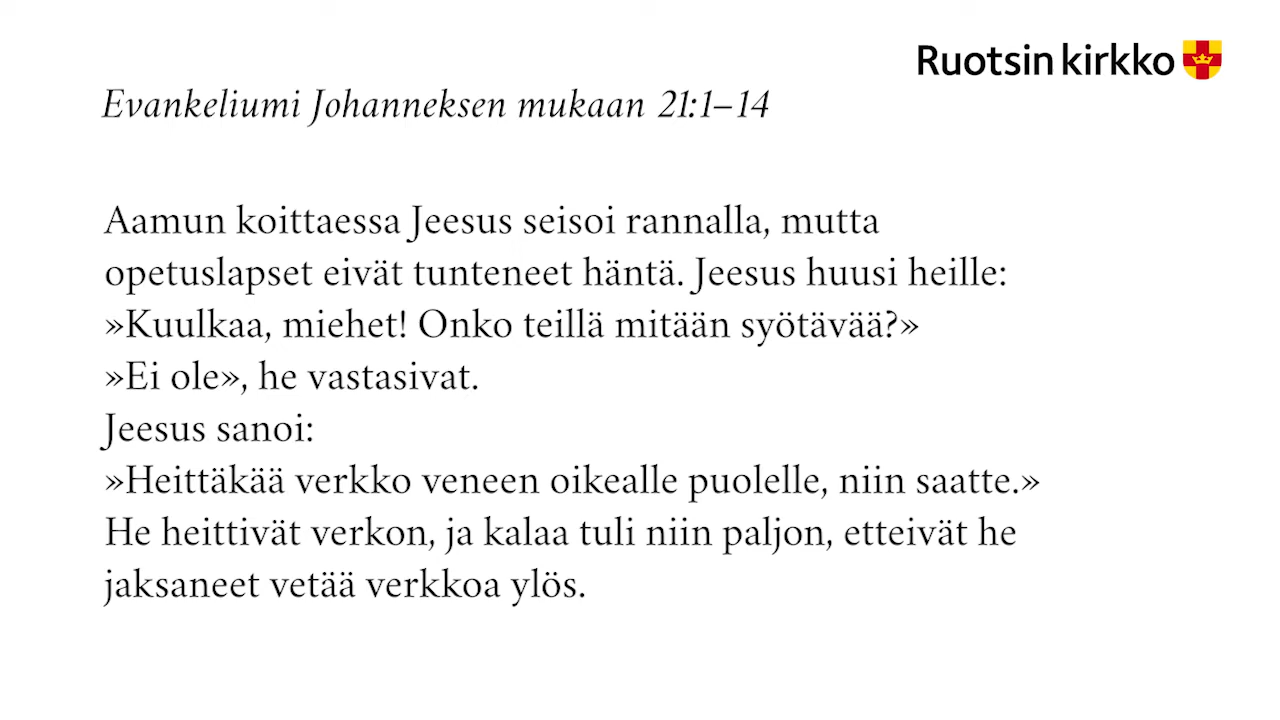 Ruotsin kirkko
Evankeliumi Johanneksen mukaan 21:1–14
Aamun koittaessa Jeesus seisoi rannalla, mutta
opetuslapset eivät tunteneet häntä. Jeesus huusi heille:
»Kuulkaa, miehet! Onko teillä mitään syötävää?»
»Ei ole», he vastasivat.
Jeesus sanoi:
»Heittäkää verkko veneen oikealle puolelle, niin saatte.»
He heittivät verkon, ja kalaa tuli niin paljon, etteivät he
jaksaneet vetää verkkoa ylös.